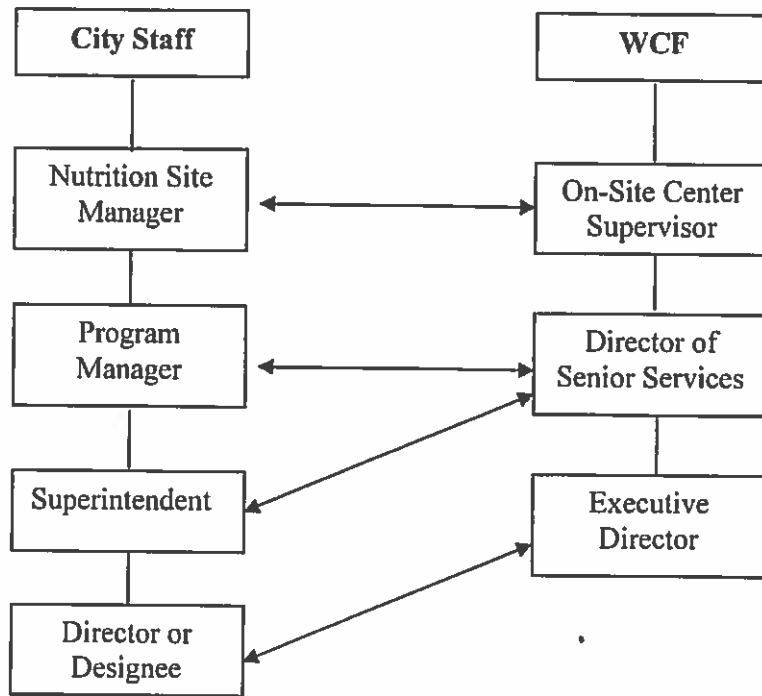 City Staff
Nutrition Site
Manager
Program
Manager
Superintendent
Director or
Designee
WCF
On-Site Center
Supervisor
Director of
Senior Services
Executive
Director